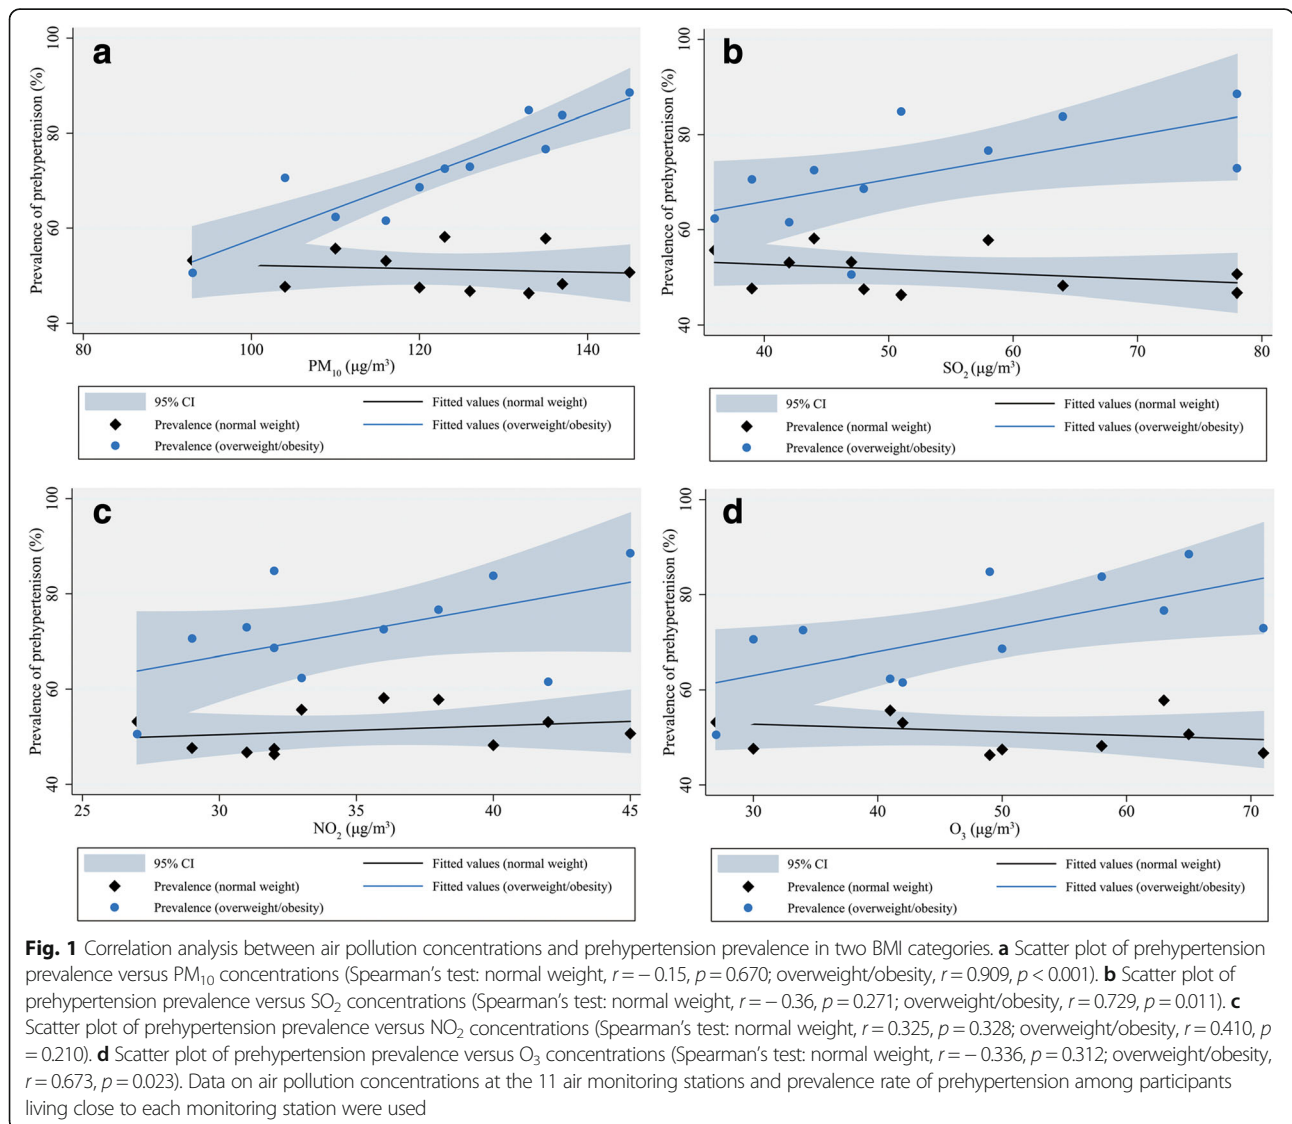 a
Prevalence of prehypertenison (%)
100
80
60
40
80 100 120 140
PM10 (μg/m³)
95% CI
Fitted values (normal weight)
Prevalence (normal weight)
Fitted values (overweight/obesity)
Prevalence (overweight/obesity)
b
Prevalence of prehypertenison (%)
100
80
60
40
40 50 60 70 80
SO2 (μg/m³)
95% CI
Fitted values (normal weight)
Prevalence (normal weight)
Fitted values (overweight/obesity)
Prevalence (overweight/obesity)
c
Prevalence of prehypertenison (%)
100
80
60
40
25 30 35 40 45
NO2 (μg/m³)
95% CI
Fitted values (normal weight)
Prevalence (normal weight)
Fitted values (overweight/obesity)
Prevalence (overweight/obesity)
d
Prevalence of prehypertenison (%)
100
80
60
40
30 40 50 60 70
O3 (μg/m³)
95% CI
Fitted values (normal weight)
Prevalence (normal weight)
Fitted values (overweight/obesity)
Prevalence (overweight/obesity)
Fig. 1 Correlation analysis between air pollution concentrations and prehypertension prevalence in two BMI categories. a Scatter plot of prehypertension
prevalence versus PM10 concentrations (Spearman's test: normal weight, r = − 0.15, p = 0.670; overweight/obesity, r = 0.909, p < 0.001). b Scatter plot of
prehypertension prevalence versus SO2 concentrations (Spearman's test: normal weight, r = − 0.36, p = 0.271; overweight/obesity, r = 0.729, p = 0.011). c
Scatter plot of prehypertension prevalence versus NO2 concentrations (Spearman's test: normal weight, r = 0.325, p = 0.328; overweight/obesity, r = 0.410, p
= 0.210). d Scatter plot of prehypertension prevalence versus O3 concentrations (Spearman's test: normal weight, r = − 0.336, p = 0.312; overweight/obesity,
r = 0.673, p = 0.023). Data on air pollution concentrations at the 11 air monitoring stations and prevalence rate of prehypertension among participants
living close to each monitoring station were used